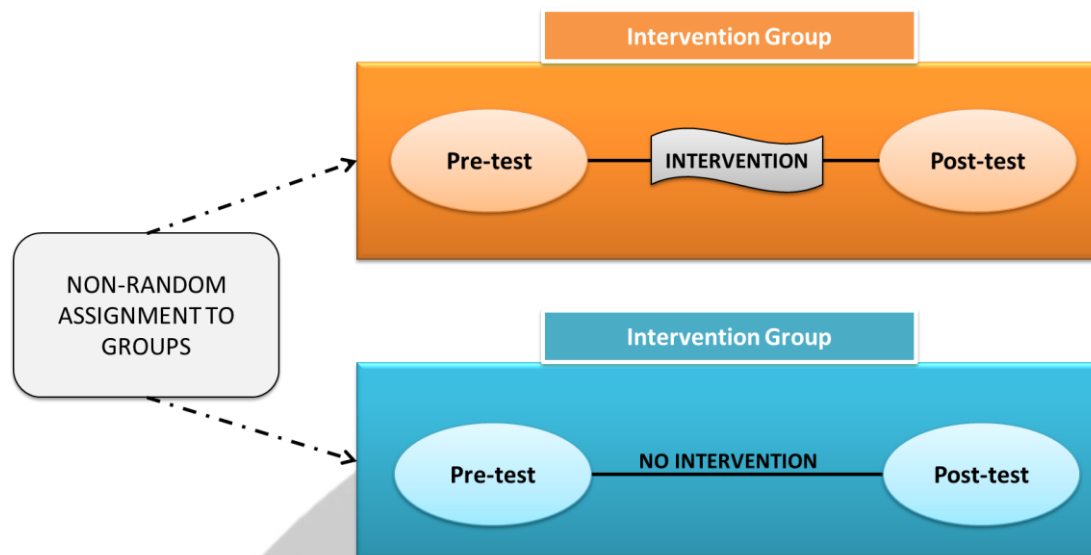 Intervention Group
Pre-test
INTERVENTION
Post-test
NON-RANDOM
ASSIGNMENT TO
GROUPS
Intervention Group
Pre-test
NO INTERVENTION
Post-test